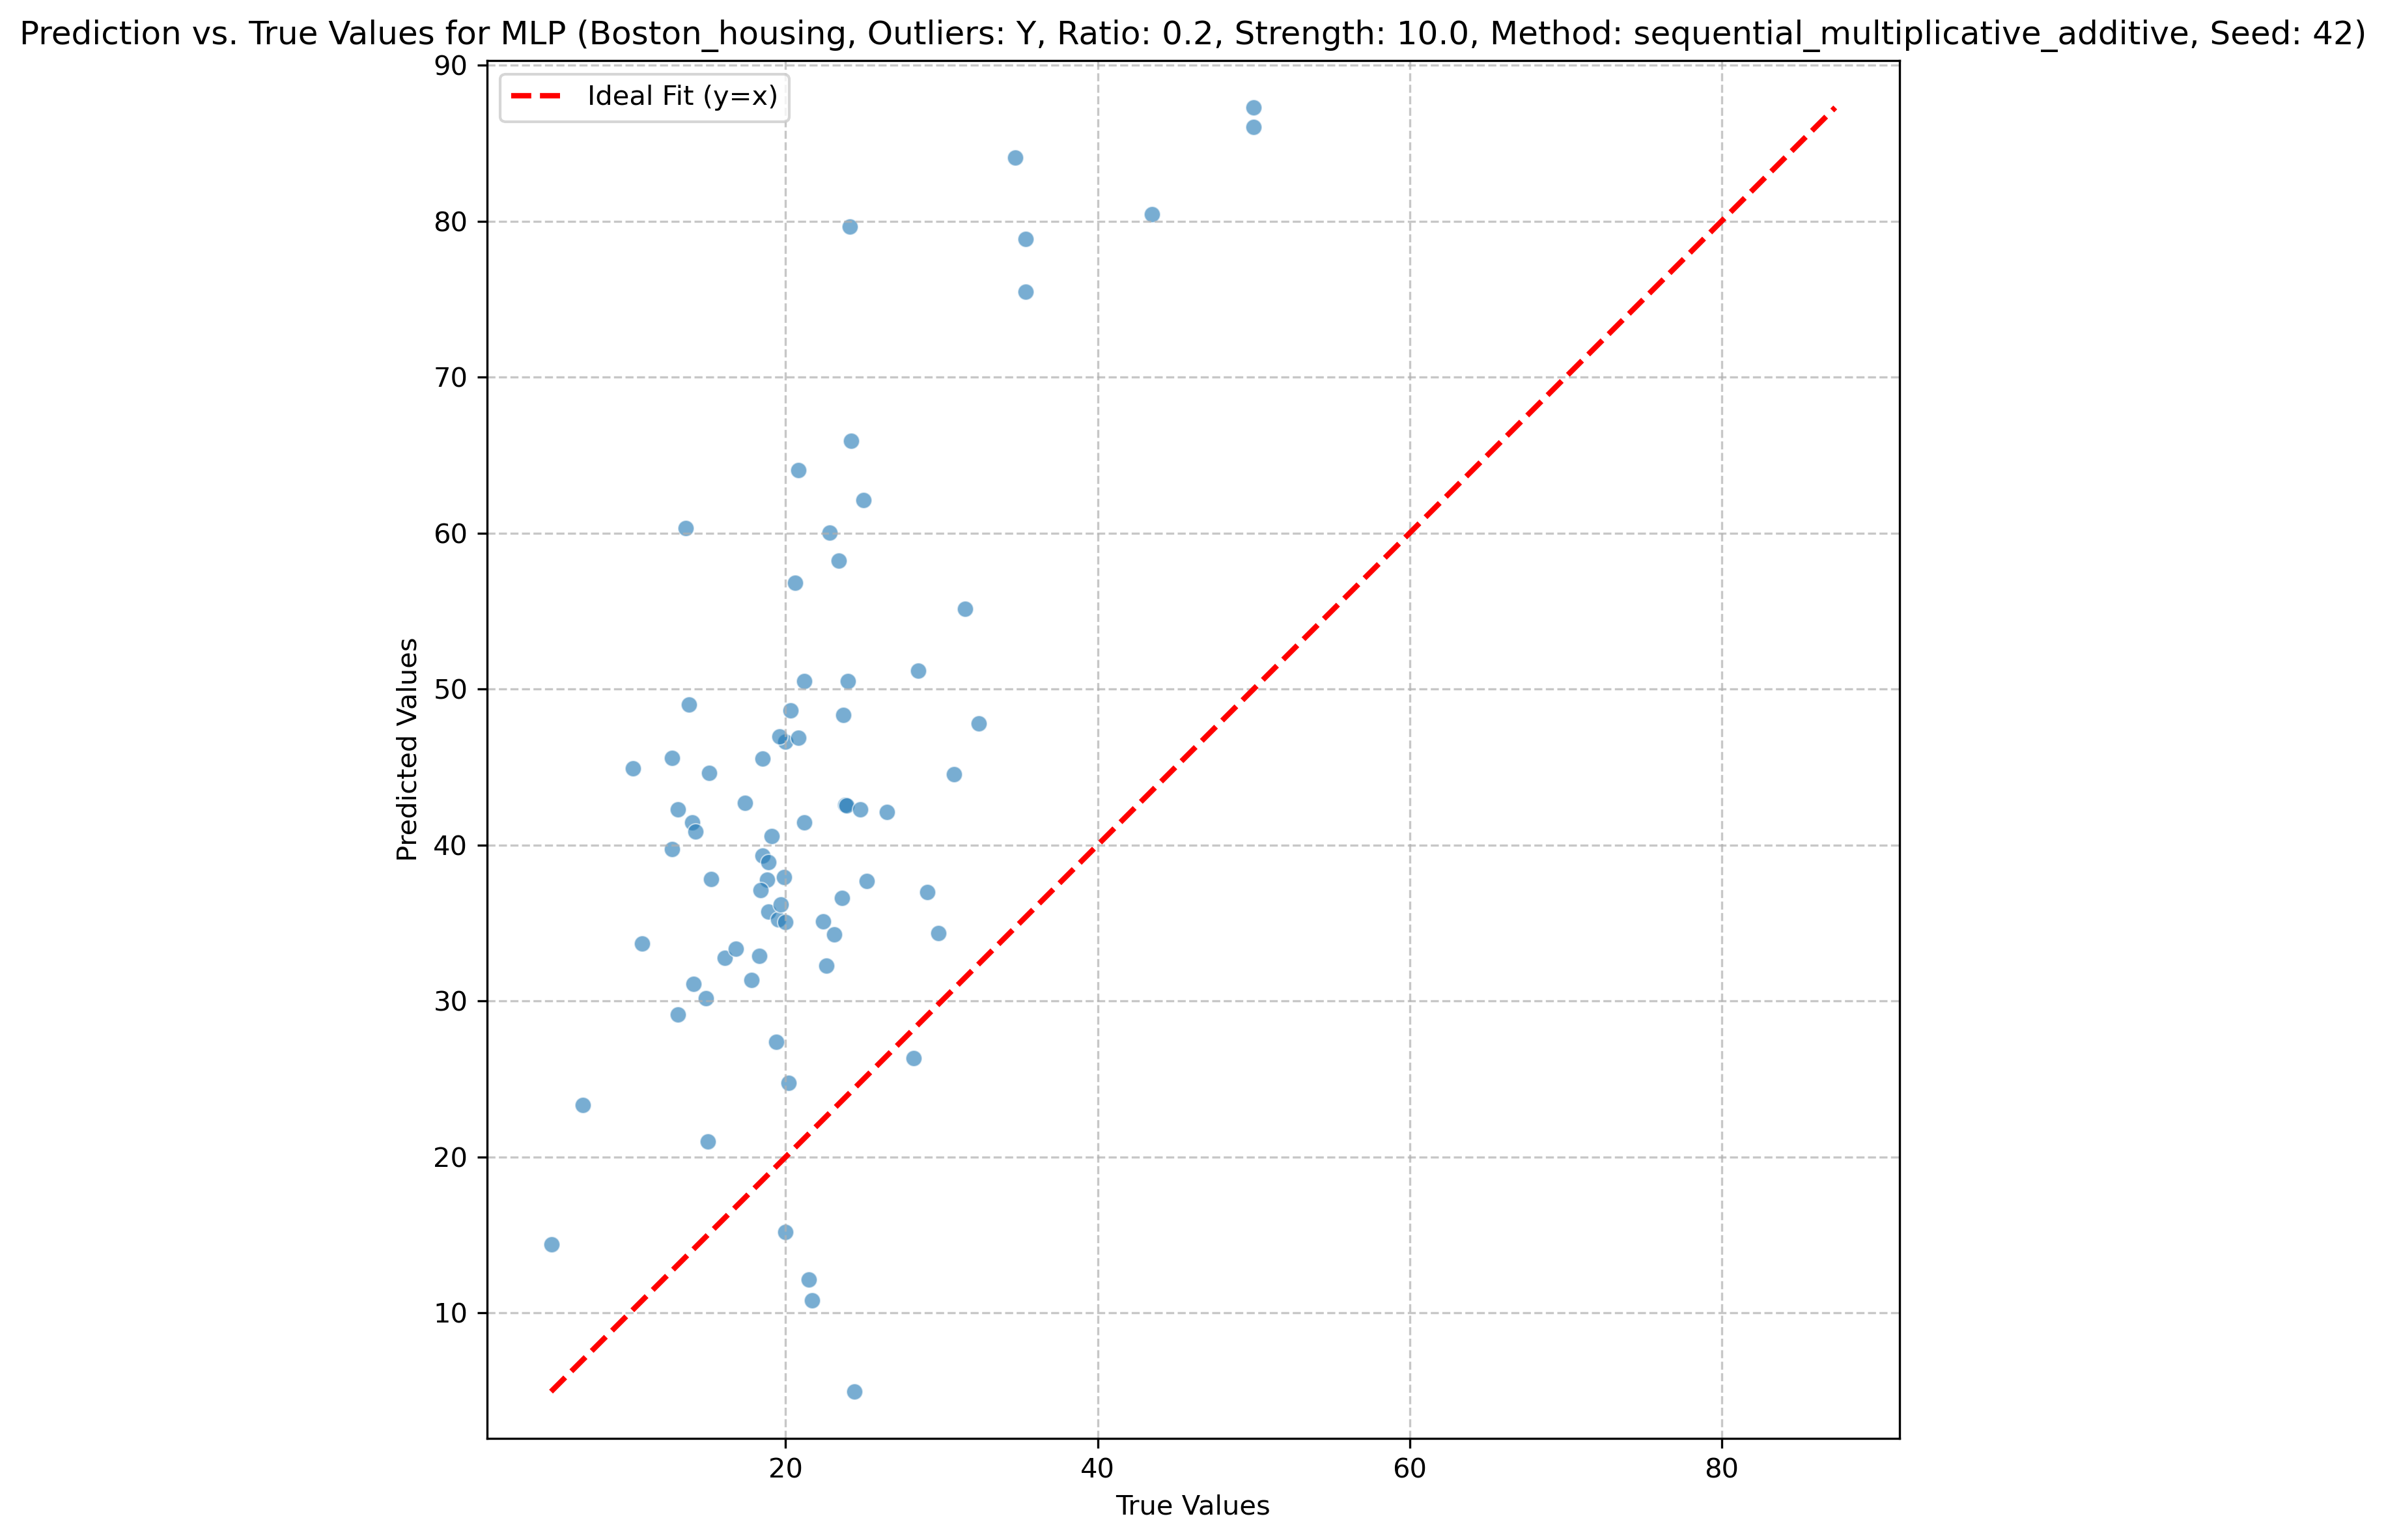 Prediction vs. True Values for MLP (Boston_housing, Outliers: Y, Ratio: 0.2, Strength: 10.0, Method: sequential_multiplicative_additive, Seed: 42)
Ideal Fit (y=x)
90
80
70
60
50
40
30
20
10
Predicted Values
20 40 60 80
True Values